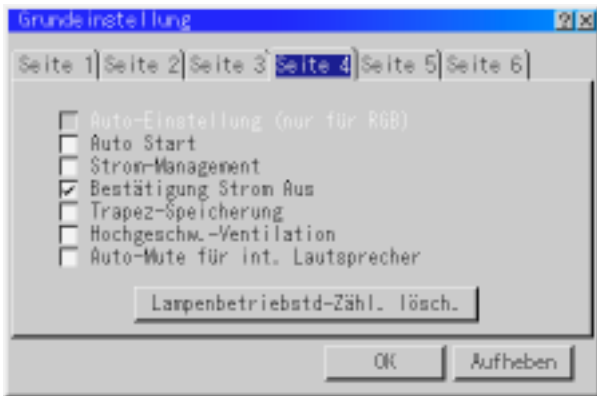 Grundeinstellung
Seite 1 Seite 2 Seite 3 Seite 4 Seite 5 Seite 6
Auto-Einstellung (nur für RGB)
Auto Start
Strom-Management
Bestätigung Strom Aus
Trapez-Speicherung
Hochgeschw.-Ventilation
Auto-Mute für int. Lautsprecher
Lampenbetriebstd-Zähl. lösch.
OK Aufheben